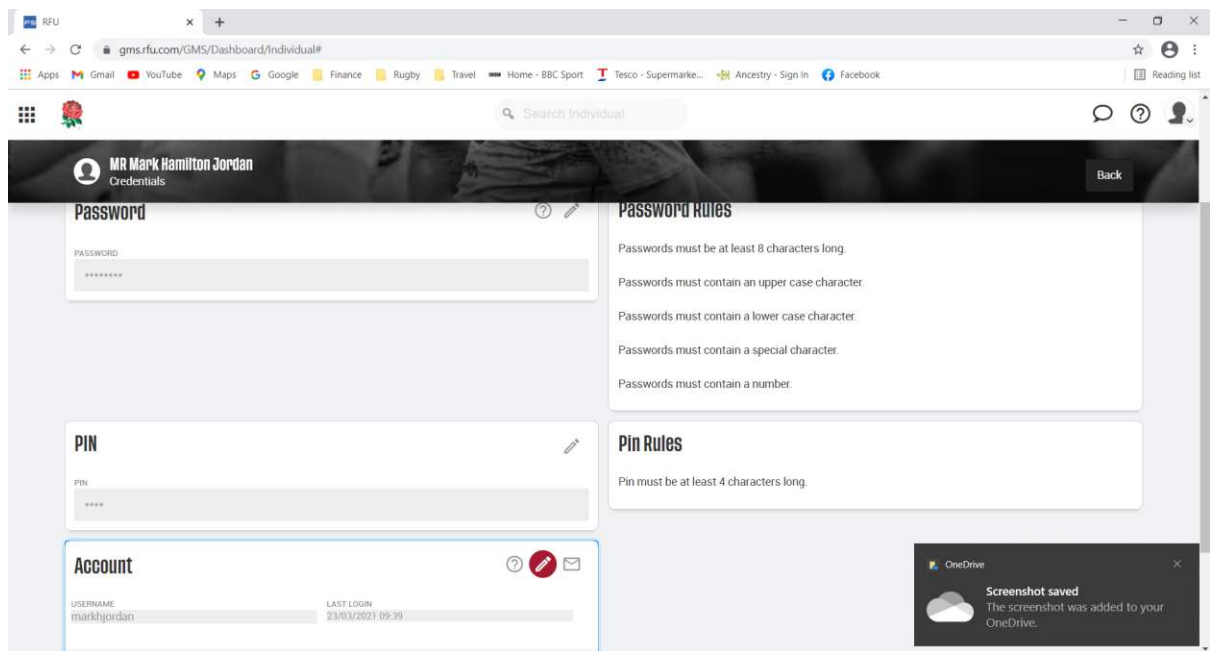 RFU
gms.rfu.com/GMS/Dashboard/Individual#
Apps Gmail YouTube Maps Google Finance Rugby Travel Home - BBC Sport Tesco - Supermarke... Ancestry - Sign In Facebook Reading list
Search Individual
MR Mark Hamilton Jordan
Credentials
Back
Password
PASSWORD
********
Password Rules
Passwords must be at least 8 characters long.
Passwords must contain an upper case character.
Passwords must contain a lower case character.
Passwords must contain a special character.
Passwords must contain a number.
PIN
PIN
****
Pin Rules
Pin must be at least 4 characters long.
Account
USERNAME LAST LOGIN
markhjordan 23/03/2021 09:39
OneDrive
Screenshot saved
The screenshot was added to your
OneDrive.